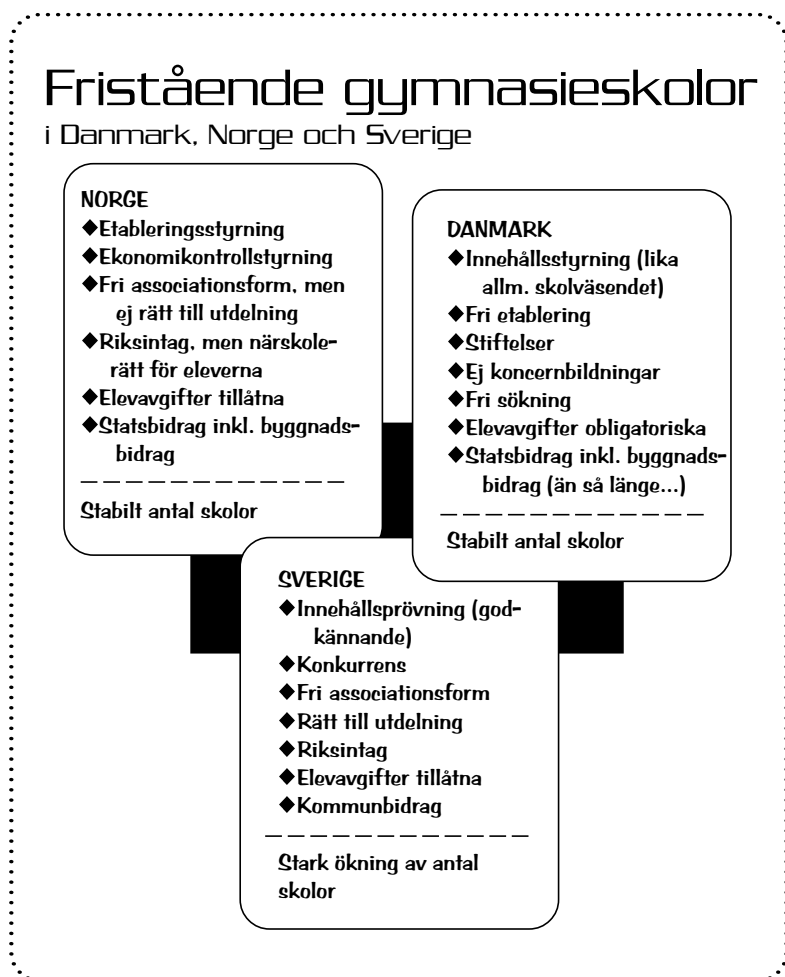 Fristående gymnasieskolor
i Danmark, Norge och Sverige
NORGE
◆Etableringsstyrning
◆Ekonomikontrollstyrning
◆Fri associationsform, men
ej rätt till utdelning
◆Riksintag, men närskole-
rätt för eleverna
◆Elevavgifter tillåtna
◆Statsbidrag inkl. byggnads-
bidrag
Stabilt antal skolor
DANMARK
◆Innehållsstyrning (lika
allm. skolväsendet)
◆Fri etablering
◆Stiftelser
◆Ej koncernbildningar
◆Fri sökning
◆Elevavgifter obligatoriska
◆Statsbidrag inkl. byggnads-
bidrag (än så länge...)
Stabilt antal skolor
SVERIGE
◆Innehållsprövning (god-
kännande)
◆Konkurrens
◆Fri associationsform
◆Rätt till utdelning
◆Riksintag
◆Elevavgifter tillåtna
◆Kommunbidrag
Stark ökning av antal
skolor